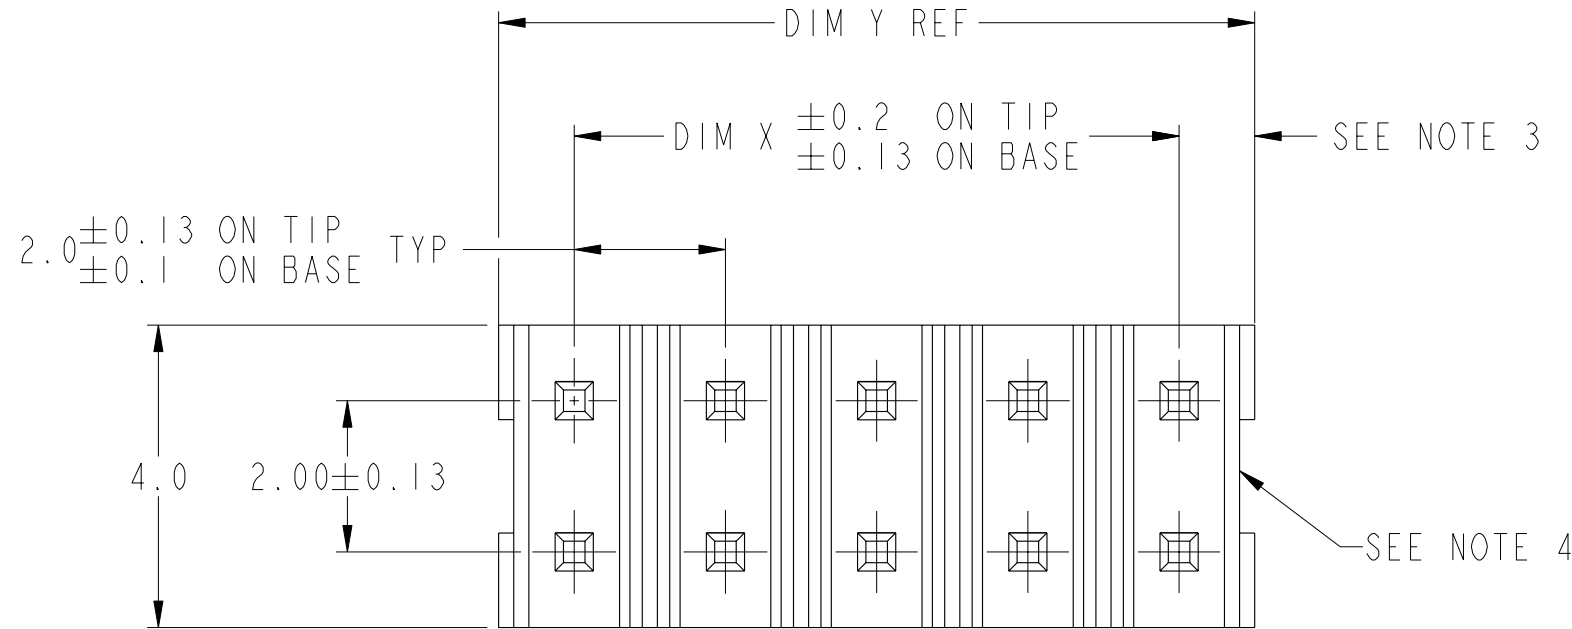 DIM Y REF
±0.2 ON TIP
DIM X
±0.13 ON BASE
SEE NOTE 3
±0.13 ON TIP
2.0
TYP
±0.1 ON BASE
4.0
2.00±0.13
SEE NOTE 4